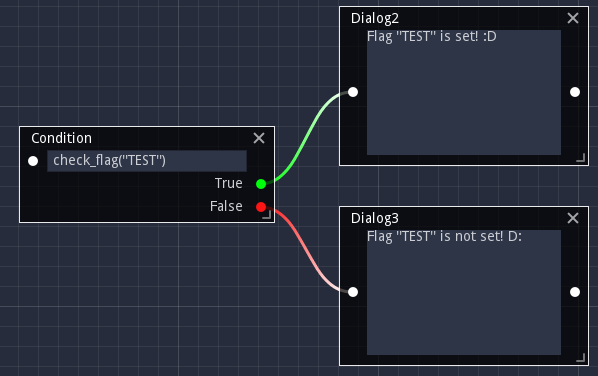 Dialog2
Flag "TEST" is set! :D
Condition
check_flag("TEST")
True
False
Dialog3
Flag "TEST" is not set! D: